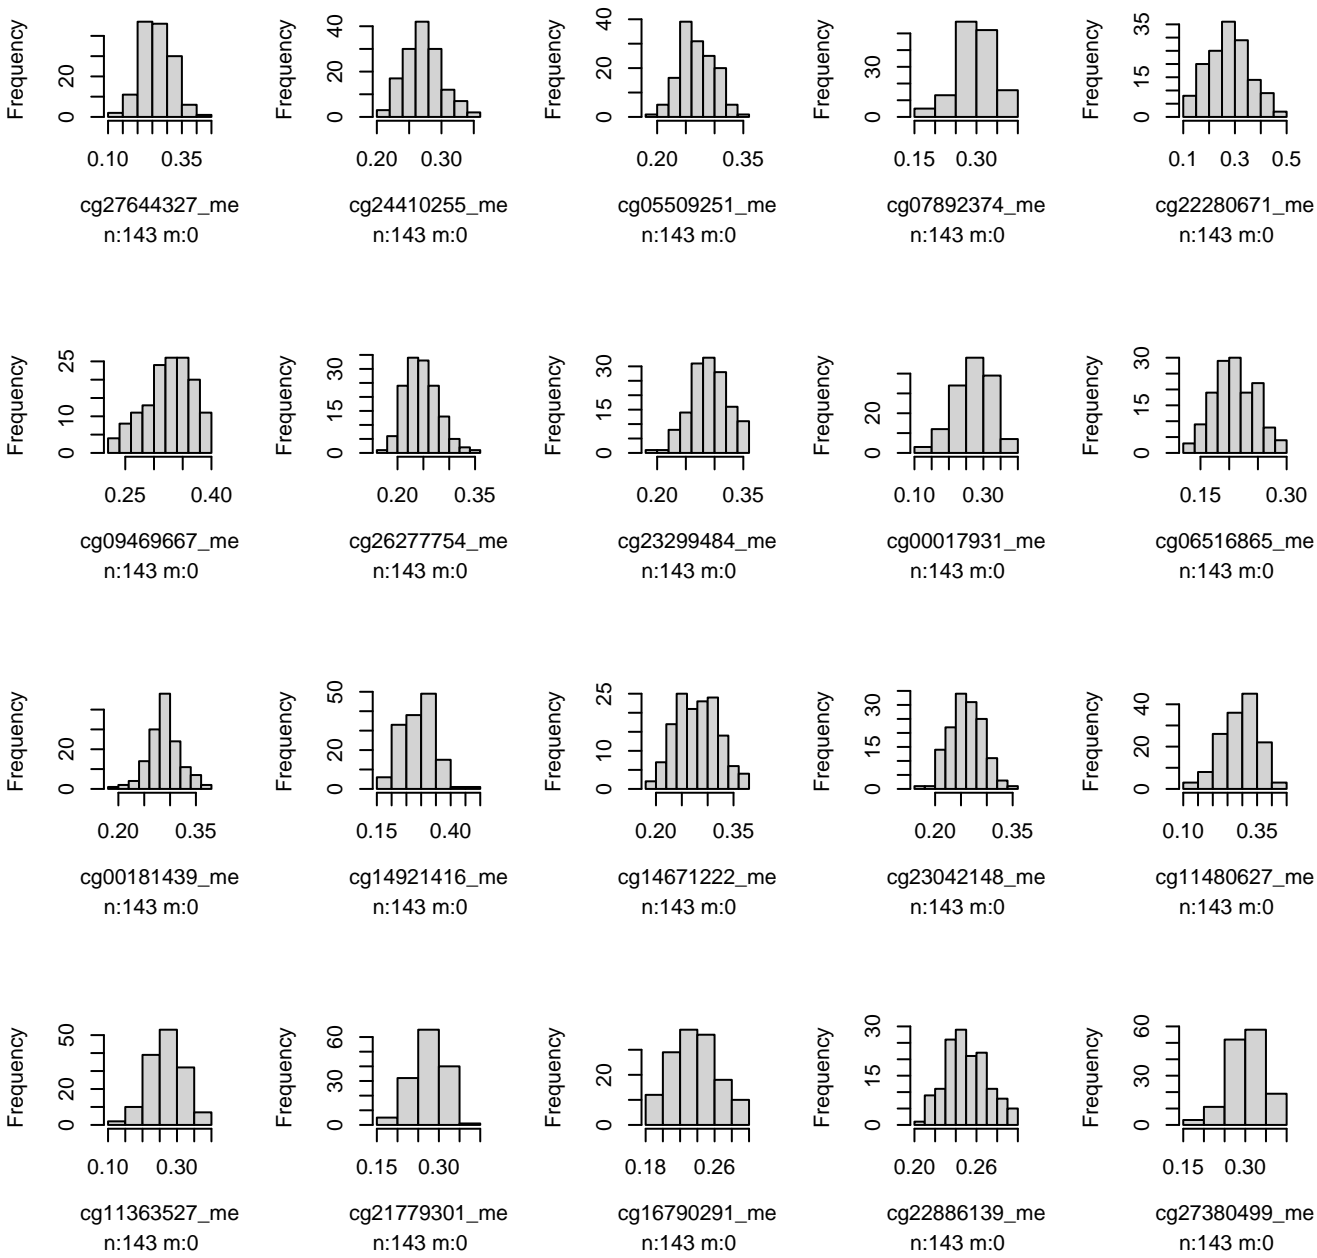 Frequency
0 20
0.10 0.35
cg27644327_me
n:143 m:0
Frequency
0 20 40
0.20 0.30
cg24410255_me
n:143 m:0
Frequency
0 20 40
0.20 0.35
cg05509251_me
n:143 m:0
Frequency
0 30
0.15 0.30
cg07892374_me
n:143 m:0
Frequency
0 15 35
0.1 0.3 0.5
cg22280671_me
n:143 m:0
Frequency
0 10 25
0.25 0.40
cg09469667_me
n:143 m:0
Frequency
0 15 30
0.20 0.35
cg26277754_me
n:143 m:0
Frequency
0 15 30
0.20 0.35
cg23299484_me
n:143 m:0
Frequency
0 20
0.10 0.30
cg00017931_me
n:143 m:0
Frequency
0 15 30
0.15 0.30
cg06516865_me
n:143 m:0
Frequency
0 20
0.20 0.35
cg00181439_me
n:143 m:0
Frequency
0 20 50
0.15 0.40
cg14921416_me
n:143 m:0
Frequency
0 10 25
0.20 0.35
cg14671222_me
n:143 m:0
Frequency
0 15 30
0.20 0.35
cg23042148_me
n:143 m:0
Frequency
0 20 40
0.10 0.35
cg11480627_me
n:143 m:0
Frequency
0 20 50
0.10 0.30
cg11363527_me
n:143 m:0
Frequency
0 30 60
0.15 0.30
cg21779301_me
n:143 m:0
Frequency
0 20
0.18 0.26
cg16790291_me
n:143 m:0
Frequency
0 15 30
0.20 0.26
cg22886139_me
n:143 m:0
Frequency
0 30 60
0.15 0.30
cg27380499_me
n:143 m:0